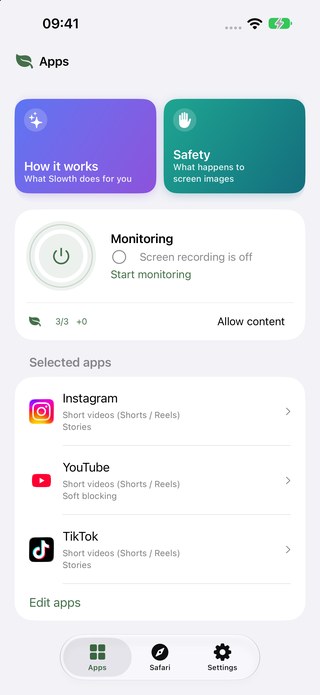 09:41
Apps
How it works
What Slowth does for you
Safety
What happens to
screen images
Monitoring
Screen recording is off
Start monitoring
3/3 +0
Allow content
Selected apps
Instagram
Short videos (Shorts / Reels)
Stories
YouTube
Short videos (Shorts / Reels)
Soft blocking
TikTok
Short videos (Shorts / Reels)
Stories
Edit apps
Apps
Safari
Settings